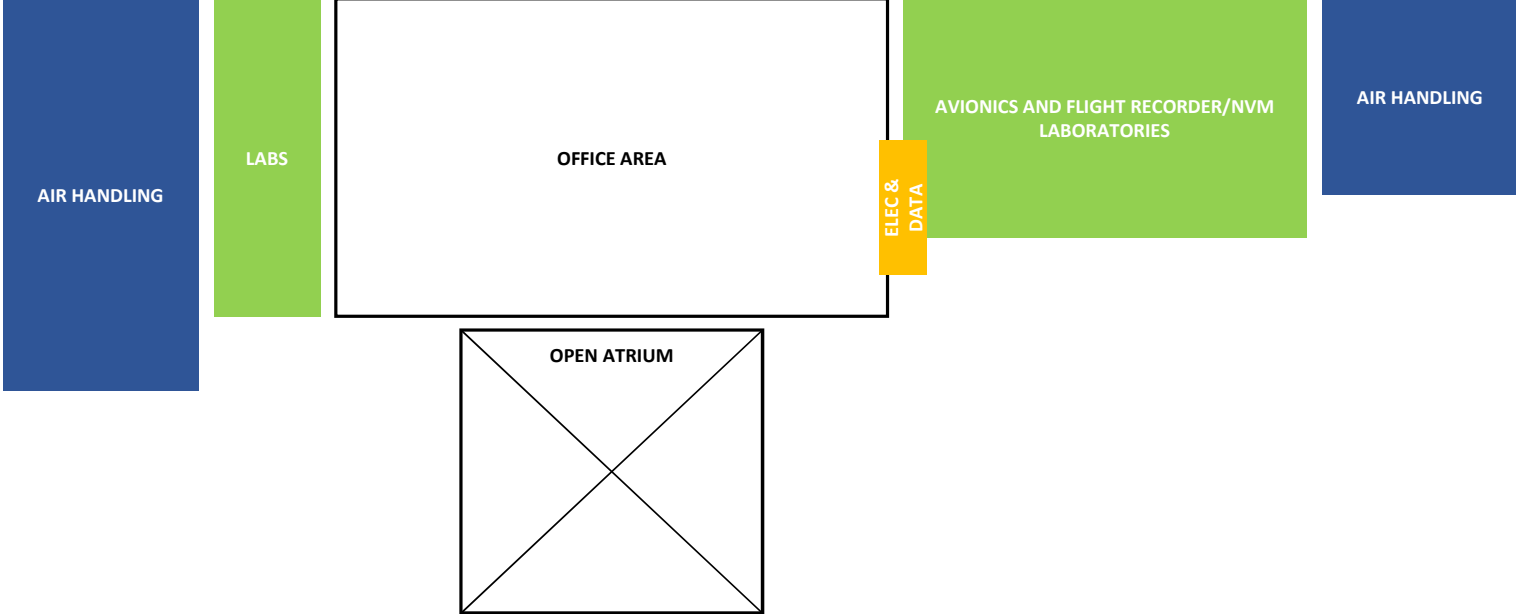 AIR HANDLING
LABS
OFFICE AREA
ELEC &
DATA
AVIONICS AND FLIGHT RECORDER/NVM
LABORATORIES
AIR HANDLING
OPEN ATRIUM